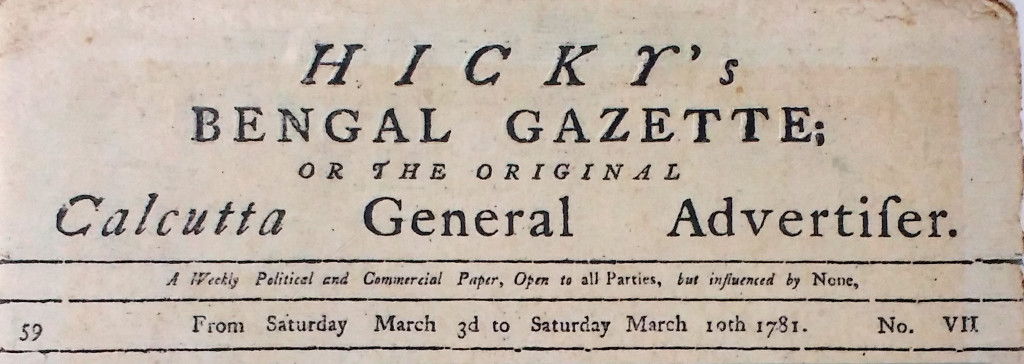 HICKY's
BENGAL GAZETTE;
OR THE ORIGINAL
Calcutta General Advertiſer.
A Weekly Political and Commercial Paper, Open to all Parties, but influenced by None,
59 From Saturday March 3d to Saturday March 10th 1781. No. VII